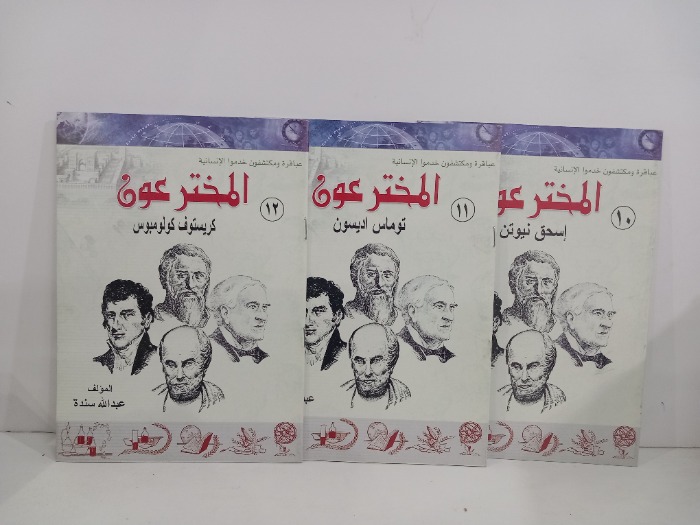 عباقرة ومكتشفون خدموا الإنسانية
المخترعون
١٢
كريستوف كولومبوس
المؤلف
عبدالله سندة
عباقرة ومكتشفون خدموا الإنسانية
المخترعون
١١
توماس اديسون
عباقرة ومكتشفون خدموا الإنسانية
المخترعون
١٠
إسحق نيوتن